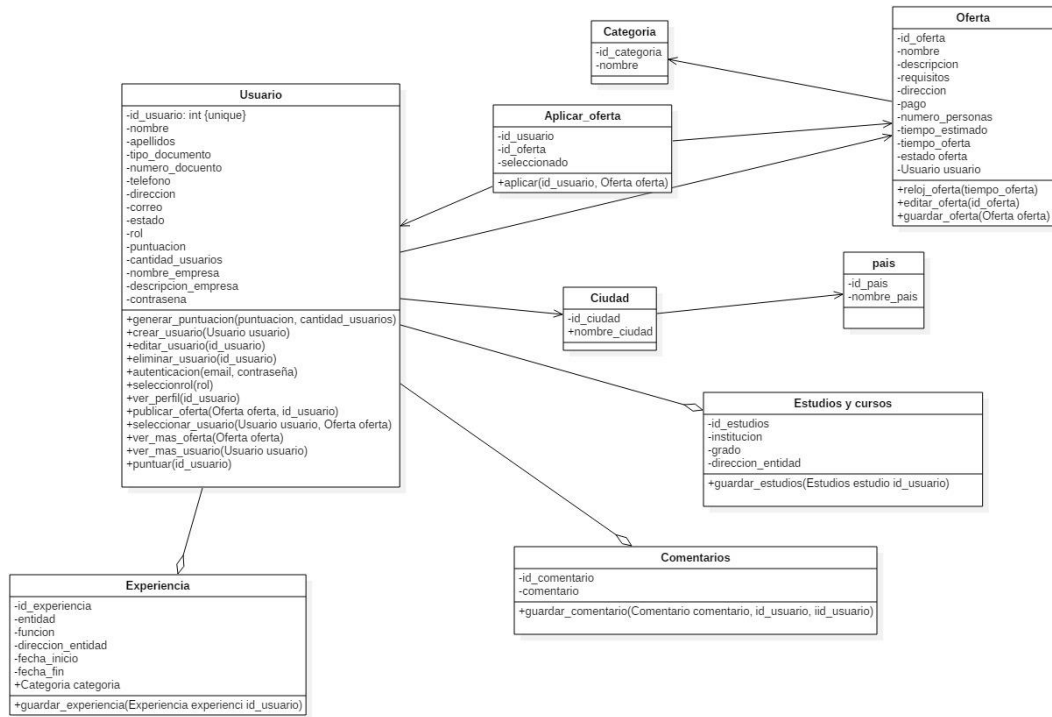 Categoria
-id_categoria
-nombre
Oferta
-id_oferta
-nombre
-descripcion
-requisitos
-direccion
-pago
-numero_personas
-tiempo_estimado
-tiempo_oferta
-estado oferta
-Usuario usuario
+reloj_oferta(tiempo_oferta)
+editar_oferta(id_oferta)
+guardar_oferta(Oferta oferta)
Usuario
-id_usuario: int {unique}
-nombre
-apellidos
-tipo_documento
-numero_docuento
-telefono
-direccion
-correo
-estado
-rol
-puntuacion
-cantidad_usuarios
-nombre_empresa
-descripcion_empresa
-contrasena
+generar_puntuacion(puntuacion, cantidad_usuarios)
+crear_usuario(Usuario usuario)
+editar_usuario(id_usuario)
+eliminar_usuario(id_usuario)
+autenticacion(email, contraseña)
+seleccionrol(rol)
+ver_perfil(id_usuario)
+publicar_oferta(Oferta oferta, id_usuario)
+seleccionar_usuario(Usuario usuario, Oferta oferta)
+ver_mas_oferta(Oferta oferta)
+ver_mas_usuario(Usuario usuario)
+puntuar(id_usuario)
Aplicar_oferta
-id_usuario
-id_oferta
-seleccionado
+aplicar(id_usuario, Oferta oferta)
pais
-id_pais
-nombre_pais
Ciudad
-id_ciudad
+nombre_ciudad
Estudios y cursos
-id_estudios
-institucion
-grado
-direccion_entidad
+guardar_estudios(Estudios estudio id_usuario)
Comentarios
-id_comentario
-comentario
+guardar_comentario(Comentario comentario, id_usuario, iid_usuario)
Experiencia
-id_experiencia
-entidad
-funcion
-direccion_entidad
-fecha_inicio
-fecha_fin
+Categoria categoria
+guardar_experiencia(Experiencia experienci id_usuario)